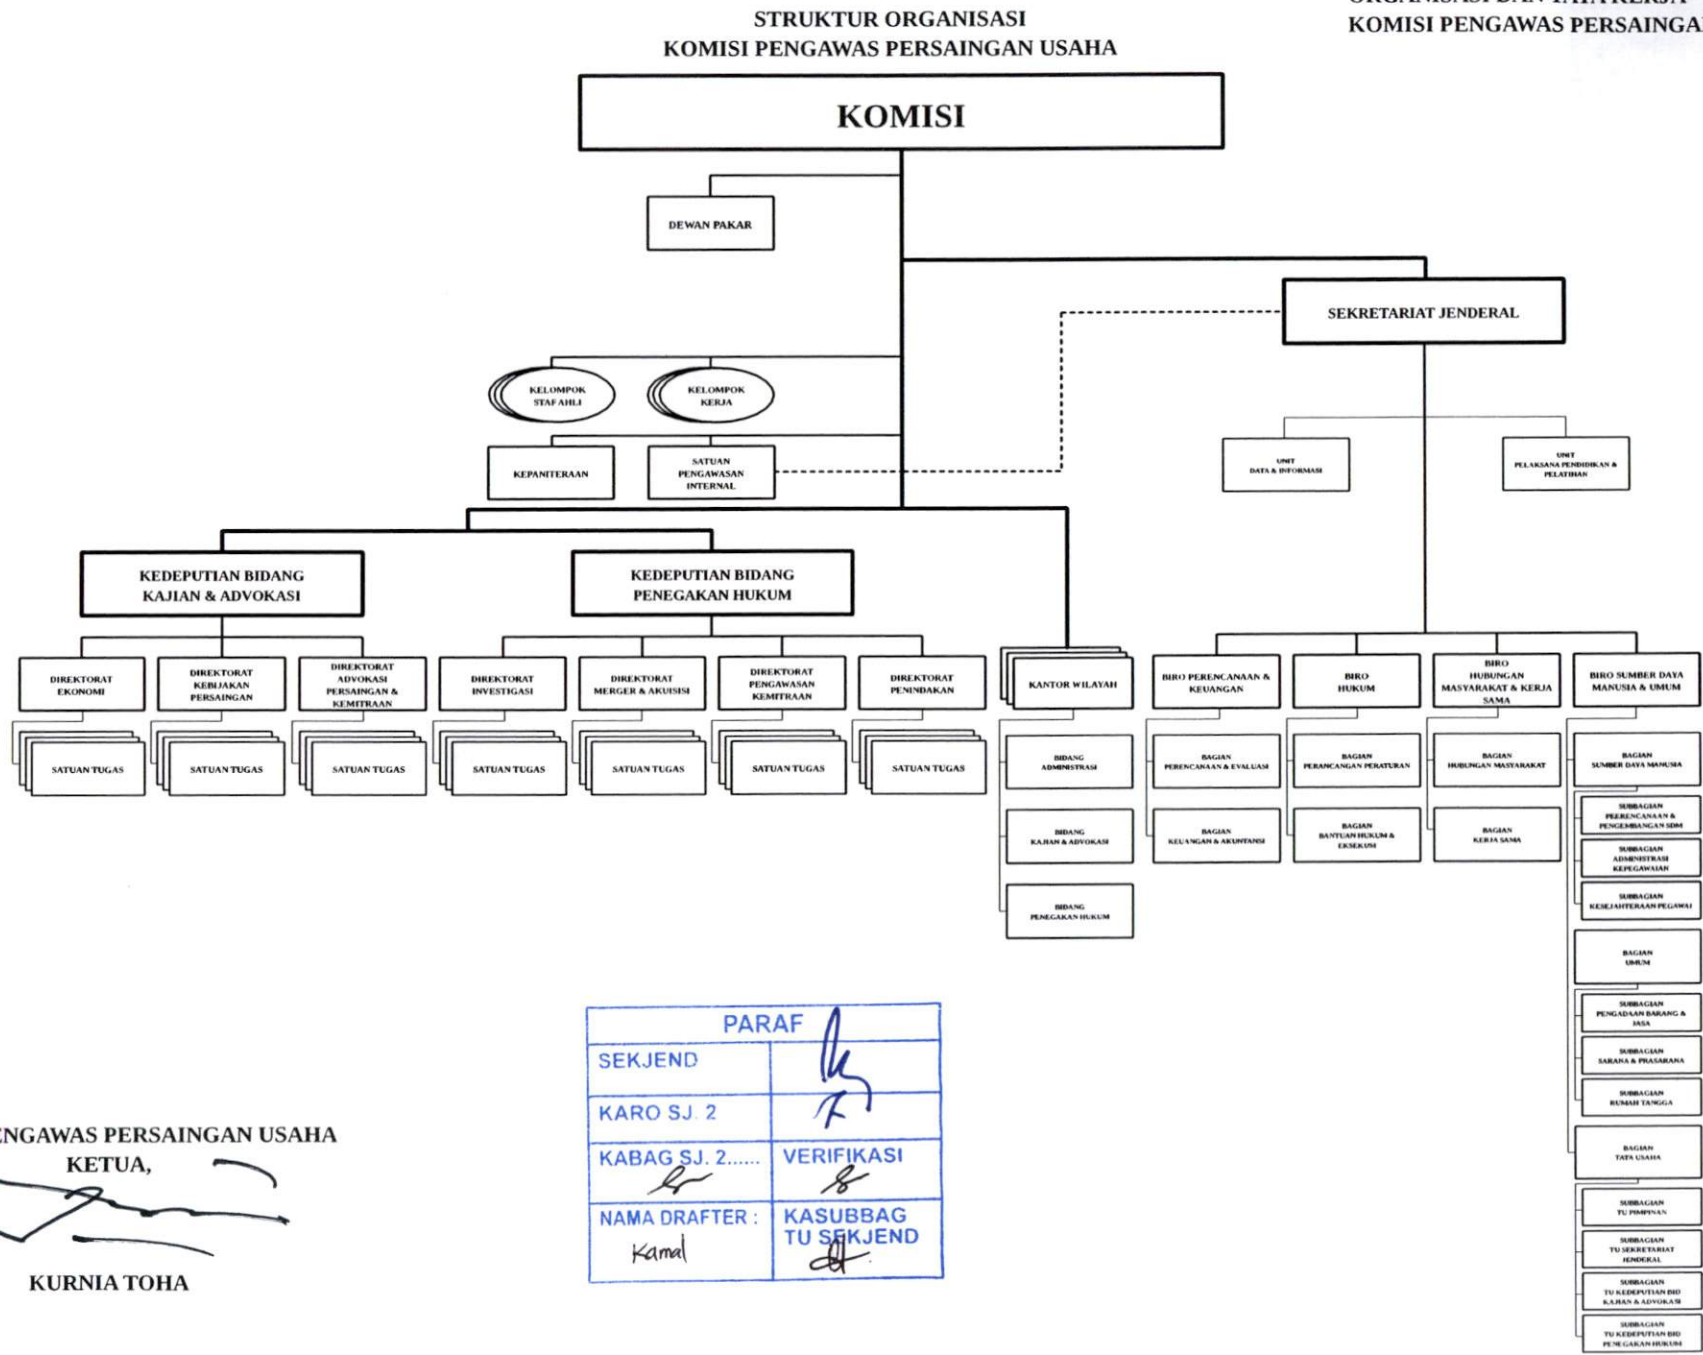 ORGANISASI DAN TATA KERJA
KOMISI PENGAWAS PERSAINGA
STRUKTUR ORGANISASI
KOMISI PENGAWAS PERSAINGAN USAHA
KOMISI
DEWAN PAKAR
SEKRETARIAT JENDERAL
KELOMPOK
STAF AHLI
KELOMPOK
KERJA
KEPANITERAAN
SATUAN
PENGAWASAN
INTERNAL
UNIT
DATA & INFORMASI
UNIT
PELAKSANA PENDIDIKAN &
PELATIHAN
KEDEPUTIAN BIDANG
KAJIAN & ADVOKASI
KEDEPUTIAN BIDANG
PENEGAKAN HUKUM
DIREKTORAT
EKONOMI
DIREKTORAT
KEBIJAKAN
PERSAINGAN
DIREKTORAT
ADVOKASI
PERSAINGAN &
KEMITRAAN
DIREKTORAT
INVESTIGASI
DIREKTORAT
MERGER & AKUISISI
DIREKTORAT
PENGAWASAN
KEMITRAAN
DIREKTORAT
PENINDAKAN
KANTOR WILAYAH
BIRO PERENCANAAN &
KEUANGAN
BIRO
HUKUM
BIRO
HUBUNGAN
MASYARAKAT & KERJA
SAMA
BIRO SUMBER DAYA
MANUSIA & UMUM
SATUAN TUGAS
SATUAN TUGAS
SATUAN TUGAS
SATUAN TUGAS
SATUAN TUGAS
SATUAN TUGAS
SATUAN TUGAS
BIDANG
ADMINISTRASI
BIDANG
KAJIAN & ADVOKASI
BIDANG
PENEGAKAN HUKUM
BAGIAN
PERENCANAAN & EVALUASI
BAGIAN
KEUANGAN & AKUNTANSI
BAGIAN
PERANCANGAN PERATURAN
BAGIAN
BANTUAN HUKUM &
EKSEKUSI
BAGIAN
HUBUNGAN MASYARAKAT
BAGIAN
KERJA SAMA
BAGIAN
SUMBER DAYA MANUSIA
SUBBAGIAN
PEERENCANAAN &
PENGEMBANGAN SDM
SUBBAGIAN
ADMINISTRASI
KEPEGAWAIAN
SUBBAGIAN
KESEJAHTERAAN PEGAWAI
BAGIAN
UMUM
SUBBAGIAN
PENGADAAN BARANG &
JASA
SUBBAGIAN
SARANA & PRASARANA
SUBBAGIAN
RUMAH TANGGA
BAGIAN
TATA USAHA
SUBBAGIAN
TU PIMPINAN
SUBBAGIAN
TU SEKRETARIAT
JENDERAL
SUBBAGIAN
TU KEDEPUTIAN BID
KAJIAN & ADVOKASI
SUBBAGIAN
TU KEDEPUTIAN BID
PENEGAKAN HUKUM
PARAF
SEKJEND
KARO SJ. 2
KABAG SJ. 2......
VERIFIKASI
NAMA DRAFTER :
Kamal
KASUBBAG
TU SEKJEND
ENGAWAS PERSAINGAN USAHA
KETUA,
KURNIA TOHA